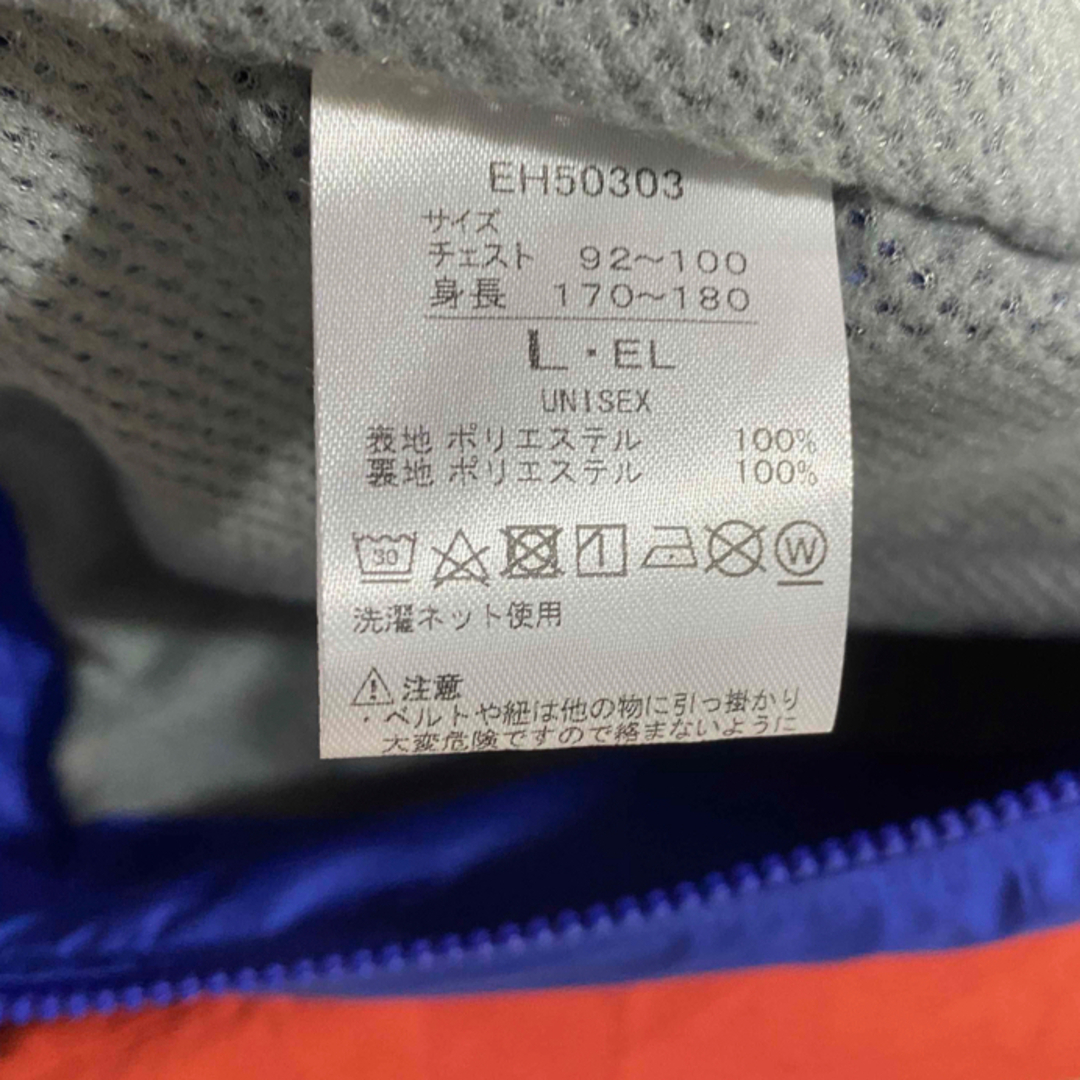 EH50303
サイズ
チェスト 92～100
身長 170～180
L・EL
UNISEX
表地 ポリエステル 100%
裏地 ポリエステル 100%
30 W
洗濯ネット使用
注意
・ベルトや紐は他の物に引っ掛かり
大変危険ですので絡まないように